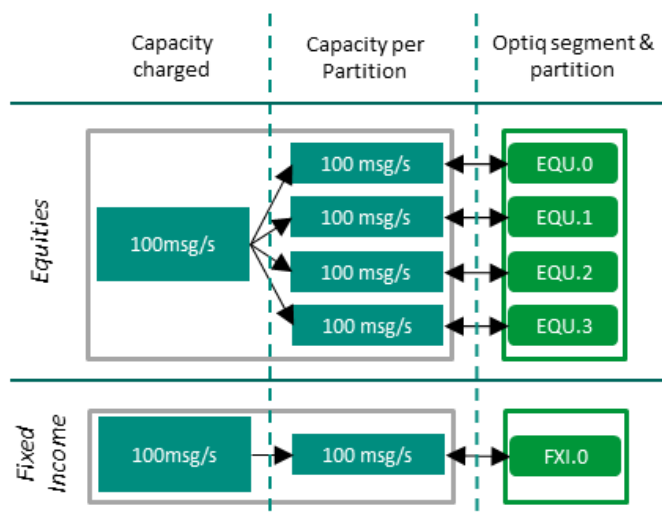 Capacity
charged
Capacity per
Partition
Optiq segment &
partition
Equities
100msg/s
100 msg/s
EQU.0
100 msg/s
EQU.1
100 msg/s
EQU.2
100 msg/s
EQU.3
Fixed
Income
100msg/s
100 msg/s
FXI.0